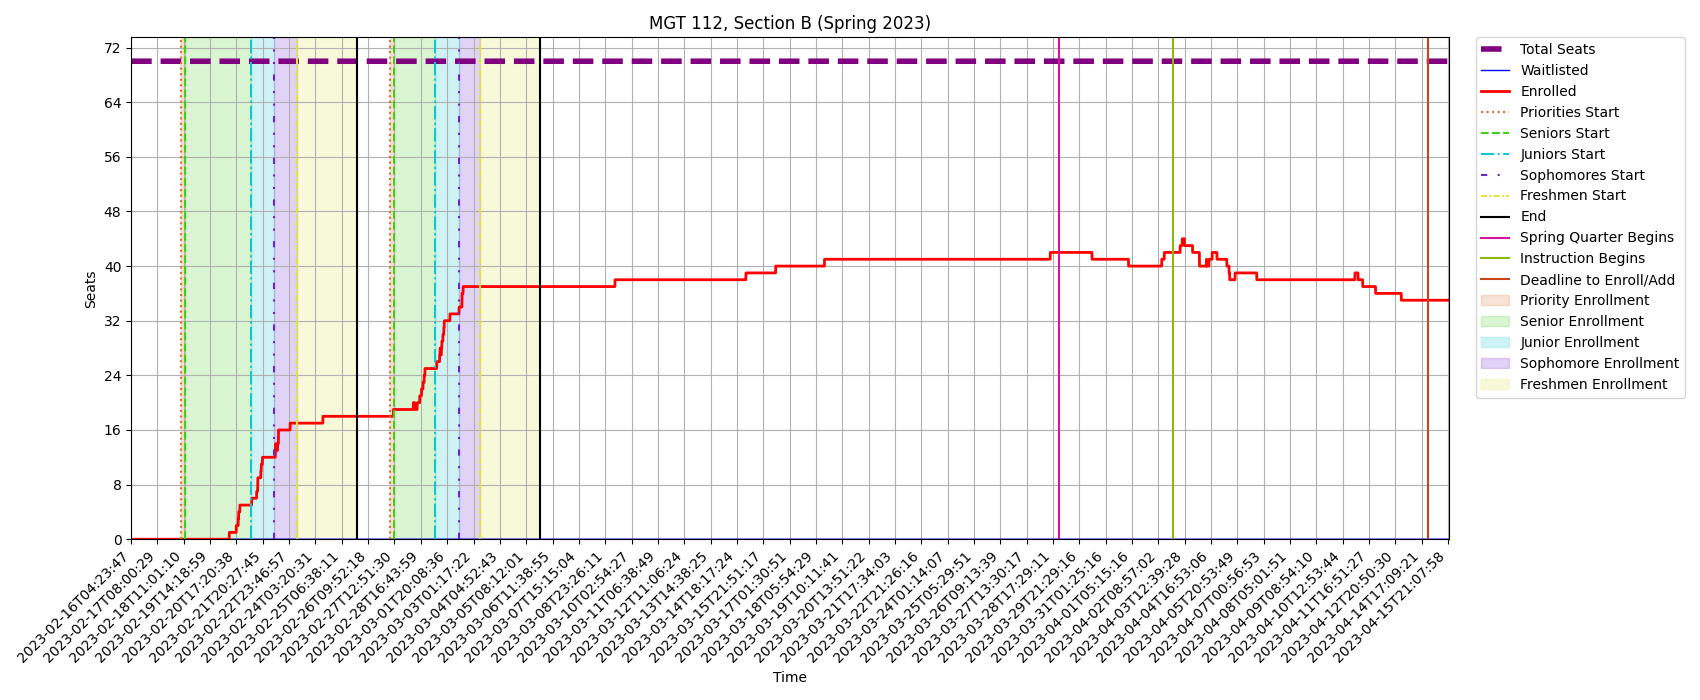 MGT 112, Section B (Spring 2023)
72
64
56
48
40
32
24
16
8
0
Seats
2023-02-16T04:23:47
2023-02-17T08:00:29
2023-02-18T11:01:10
2023-02-19T14:18:59
2023-02-20T17:20:38
2023-02-21T20:27:45
2023-02-22T23:46:57
2023-02-24T03:20:31
2023-02-25T06:38:11
2023-02-26T09:52:18
2023-02-27T12:51:30
2023-02-28T16:43:59
2023-03-01T20:08:36
2023-03-03T01:17:22
2023-03-04T04:52:43
2023-03-05T08:12:01
2023-03-06T11:38:55
2023-03-07T15:15:04
2023-03-08T23:26:11
2023-03-10T02:54:27
2023-03-11T06:38:49
2023-03-12T11:06:24
2023-03-13T14:38:25
2023-03-14T18:17:24
2023-03-15T21:51:17
2023-03-17T01:30:51
2023-03-18T05:54:29
2023-03-19T10:11:41
2023-03-20T13:51:22
2023-03-21T17:34:03
2023-03-22T21:26:16
2023-03-24T01:14:07
2023-03-25T05:29:51
2023-03-26T09:13:39
2023-03-27T13:30:17
2023-03-28T17:29:11
2023-03-29T21:29:16
2023-03-31T01:25:16
2023-04-01T05:15:16
2023-04-02T08:57:02
2023-04-03T12:39:28
2023-04-04T16:53:06
2023-04-05T20:53:49
2023-04-07T00:56:53
2023-04-08T05:01:51
2023-04-09T08:54:10
2023-04-10T12:53:44
2023-04-11T16:51:27
2023-04-12T20:50:30
2023-04-14T17:09:21
2023-04-15T21:07:58
Time
Total Seats
Waitlisted
Enrolled
Priorities Start
Seniors Start
Juniors Start
Sophomores Start
Freshmen Start
End
Spring Quarter Begins
Instruction Begins
Deadline to Enroll/Add
Priority Enrollment
Senior Enrollment
Junior Enrollment
Sophomore Enrollment
Freshmen Enrollment